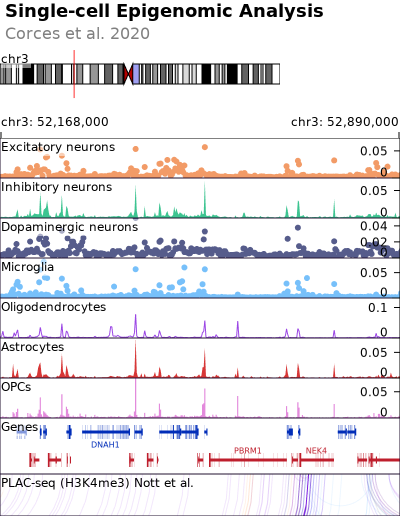 Single-cell Epigenomic Analysis
Corces et al. 2020
chr3
chr3: 52,168,000 chr3: 52,890,000
Excitatory neurons 0.05
0
Inhibitory neurons 0.05
0
Dopaminergic neurons 0.04
0.02
0
Microglia 0.05
0
Oligodendrocytes 0.1
0
Astrocytes 0.05
0
OPCs 0.05
0
Genes
DNAH1
PBRM1 NEK4
PLAC-seq (H3K4me3) Nott et al.